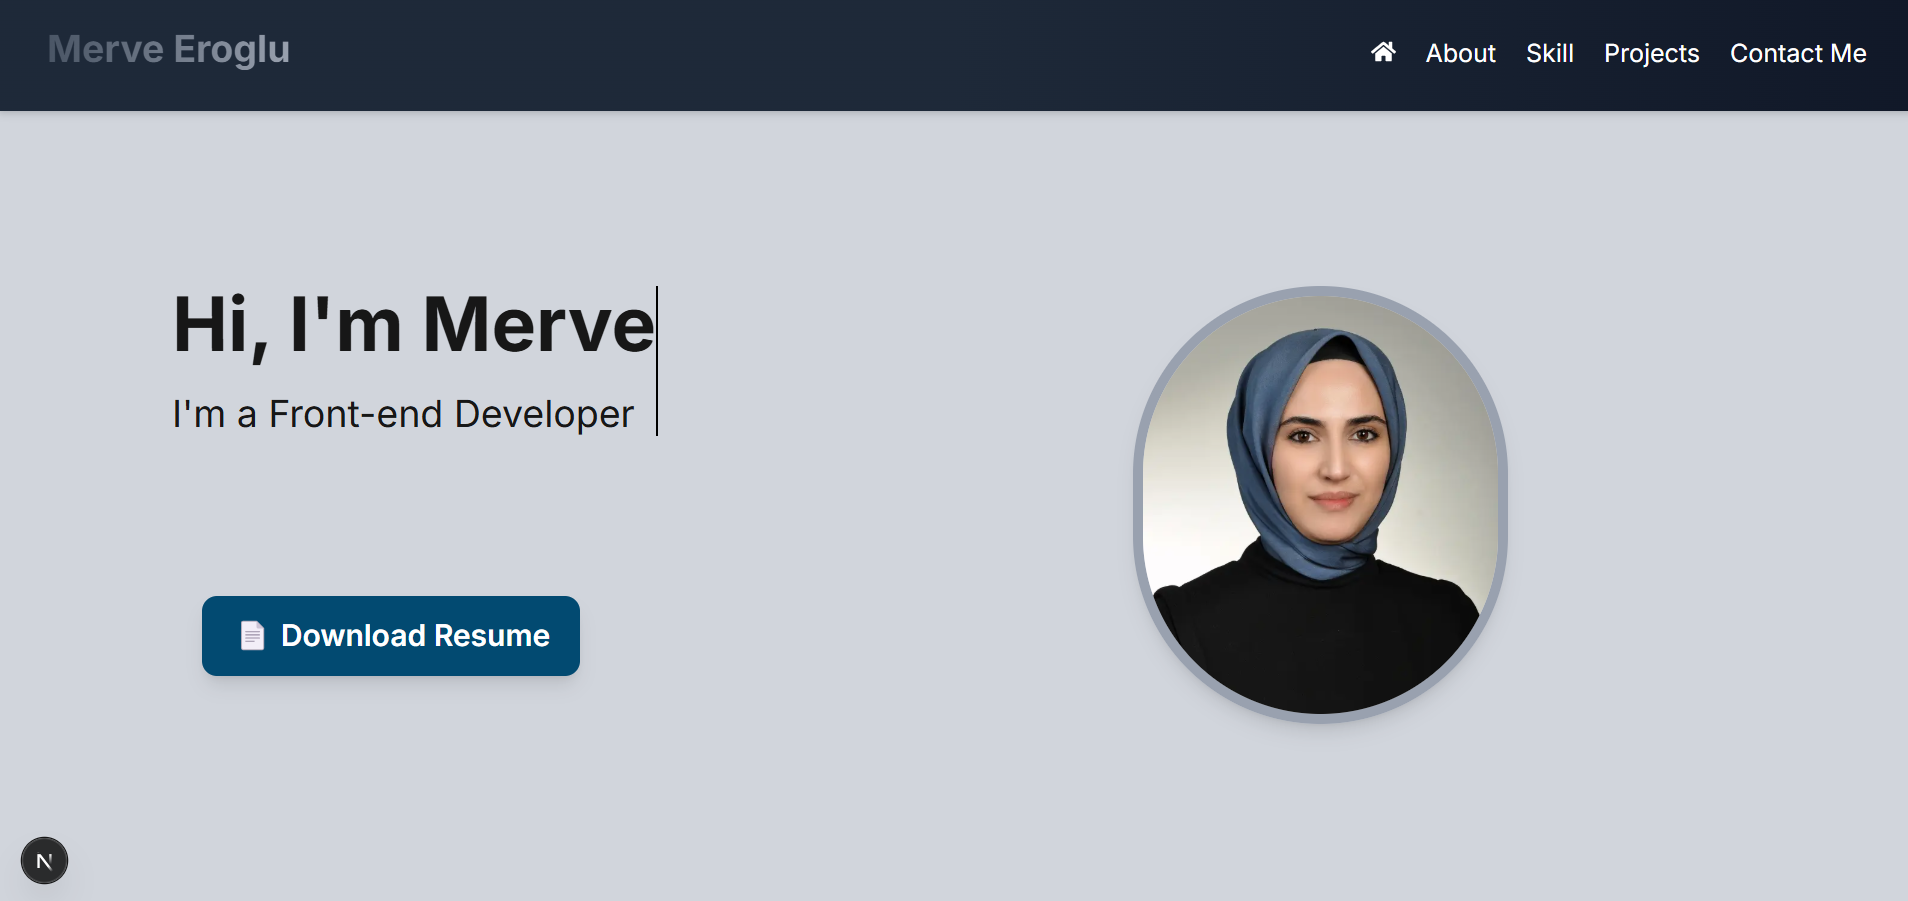 Merve Eroglu
About Skill Projects Contact Me
Hi, I'm Merve
I'm a Front-end Developer
Download Resume
N